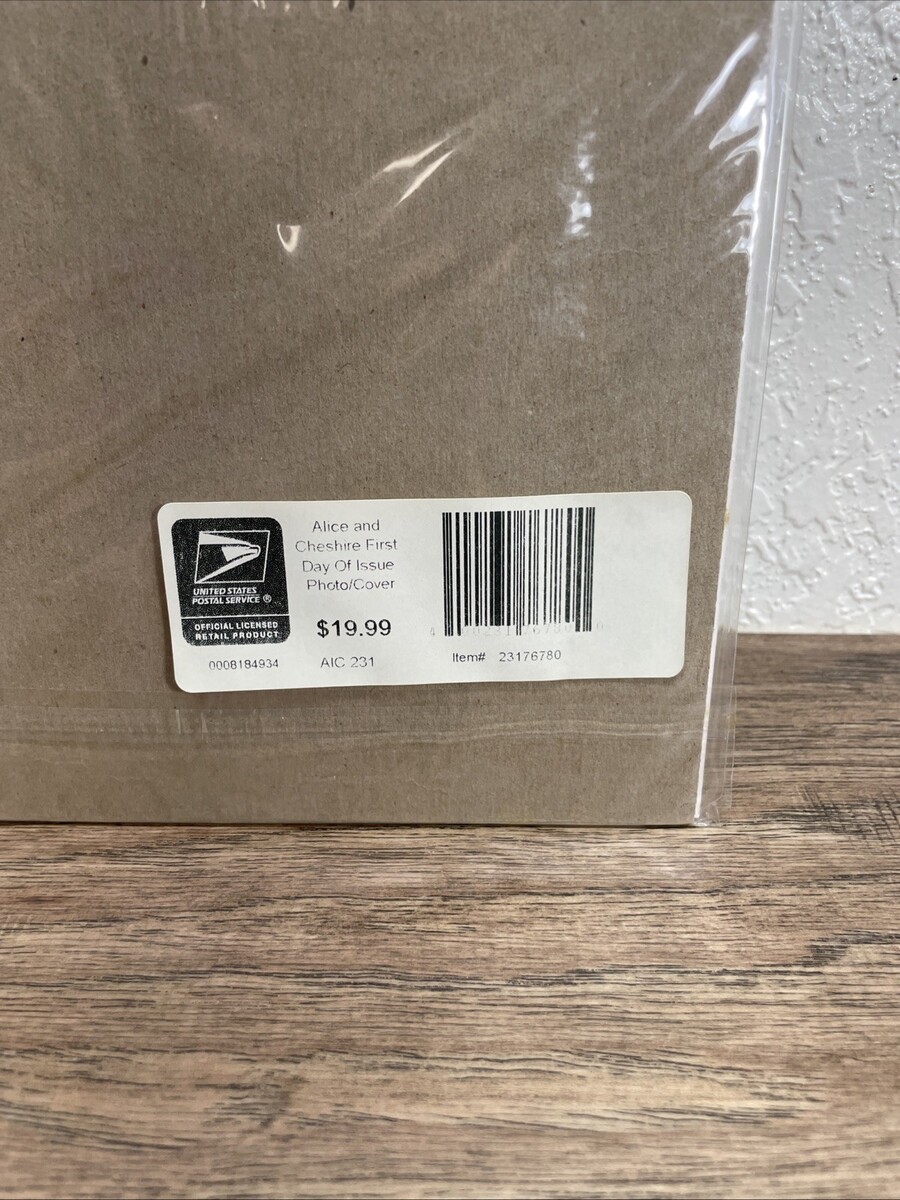 UNITED STATES
POSTAL SERVICE ®
OFFICIAL LICENSED
RETAIL PRODUCT
0008184934
Alice and
Cheshire First
Day Of Issue
Photo/Cover
$19.99
AIC 231
Item# 23176780